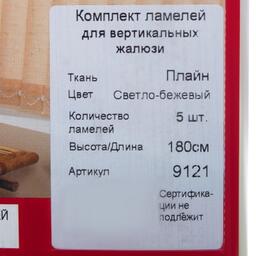 Комплект ламелей
для вертикальных
жалюзи
Ткань Плайн
Цвет Светло-бежевый
Количество 5 шт.
ламелей
Высота/Длина 180см
Артикул 9121
Сертифика-
ции не
подлежит
ЕЙ